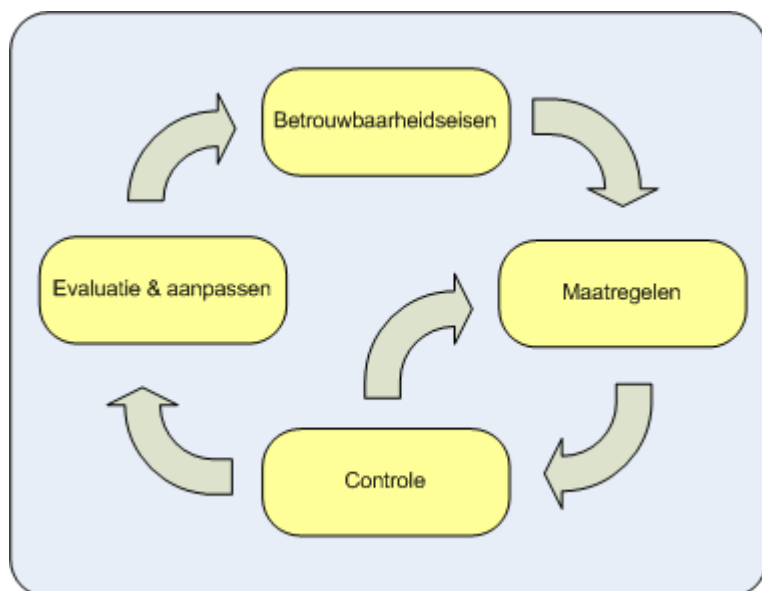 Betrouwbaarheidseisen
Evaluatie & aanpassen
Maatregelen
Controle